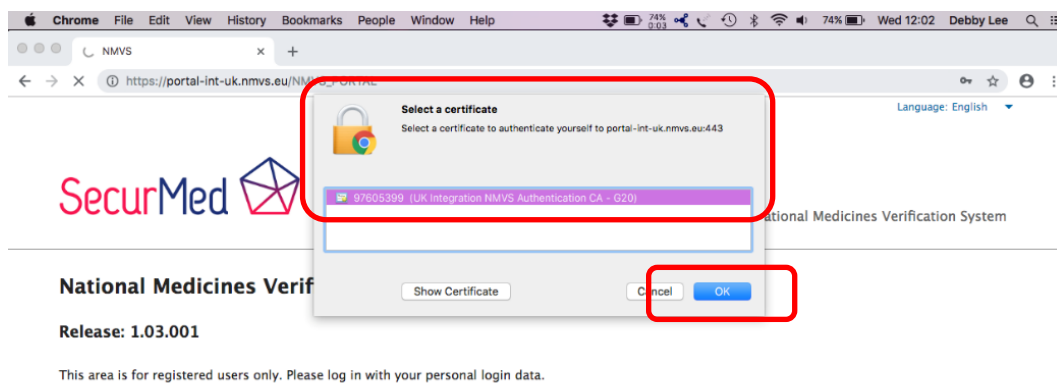 Chrome File Edit View History Bookmarks People Window Help 74% 0:03 74% Wed 12:02 Debby Lee
NMVS
https://portal-int-uk.nmvs.eu/NMVS_PORTAL
Select a certificate
Select a certificate to authenticate yourself to portal-int-uk.nmvs.eu:443
Language: English
97605399 (UK Integration NMVS Authentication CA - G20)
SecurMed
ational Medicines Verification System
National Medicines Verif
Show Certificate Cancel OK
Release: 1.03.001
This area is for registered users only. Please log in with your personal login data.